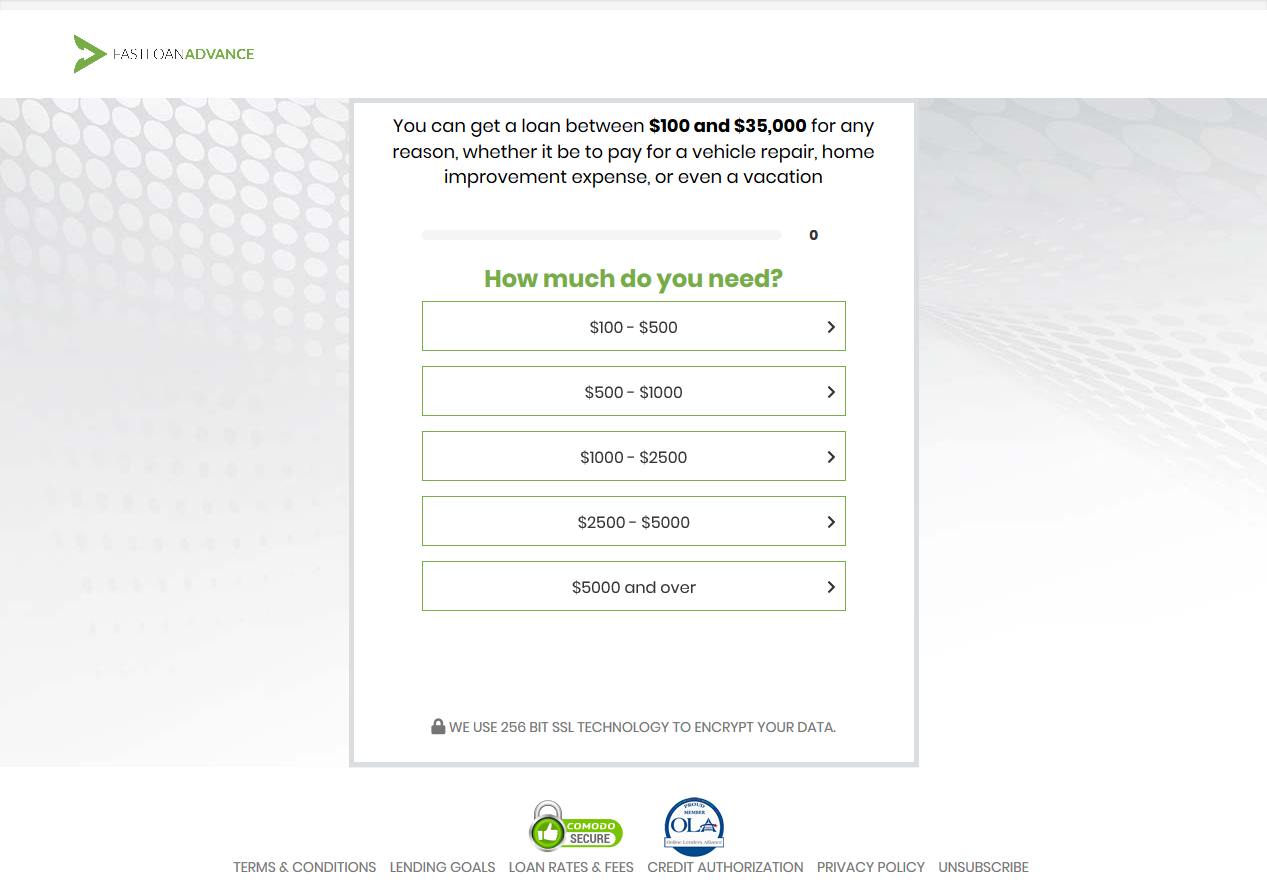 FASTLOANADVANCE
You can get a loan between $100 and $35,000 for any
reason, whether it be to pay for a vehicle repair, home
improvement expense, or even a vacation
0
How much do you need?
$100 - $500
$500 - $1000
$1000 - $2500
$2500 - $5000
$5000 and over
WE USE 256 BIT SSL TECHNOLOGY TO ENCRYPT YOUR DATA.
COMODO
SECURE
PROUD
MEMBER
OLA
Online Lenders Alliance
TERMS & CONDITIONS LENDING GOALS LOAN RATES & FEES CREDIT AUTHORIZATION PRIVACY POLICY UNSUBSCRIBE